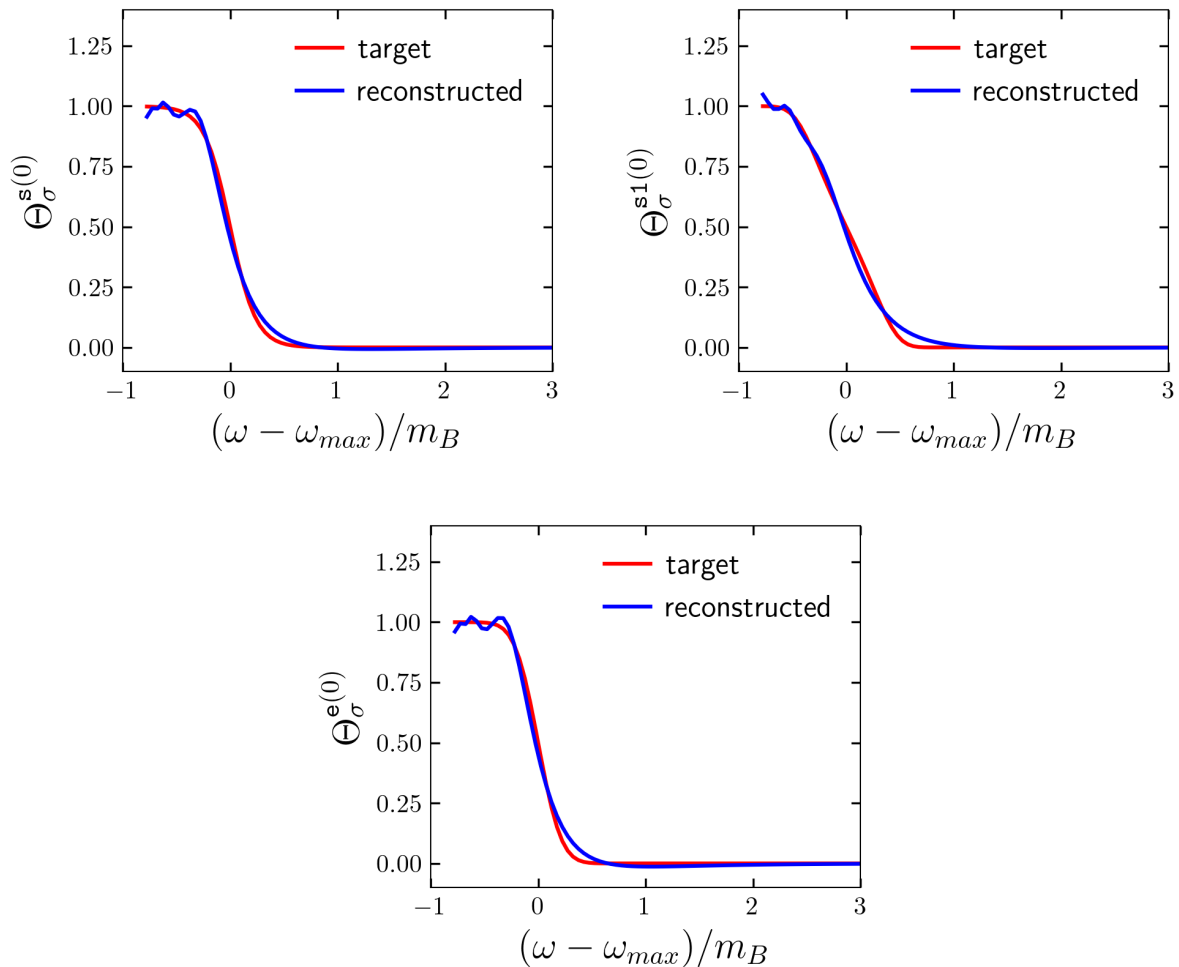 target
reconstructed
1.25
1.00
0.75
0.50
0.25
0.00
Θσs(0)
−1 0 1 2 3
(ω − ωmax)/mB
target
reconstructed
1.25
1.00
0.75
0.50
0.25
0.00
Θσs1(0)
−1 0 1 2 3
(ω − ωmax)/mB
target
reconstructed
1.25
1.00
0.75
0.50
0.25
0.00
Θσe(0)
−1 0 1 2 3
(ω − ωmax)/mB